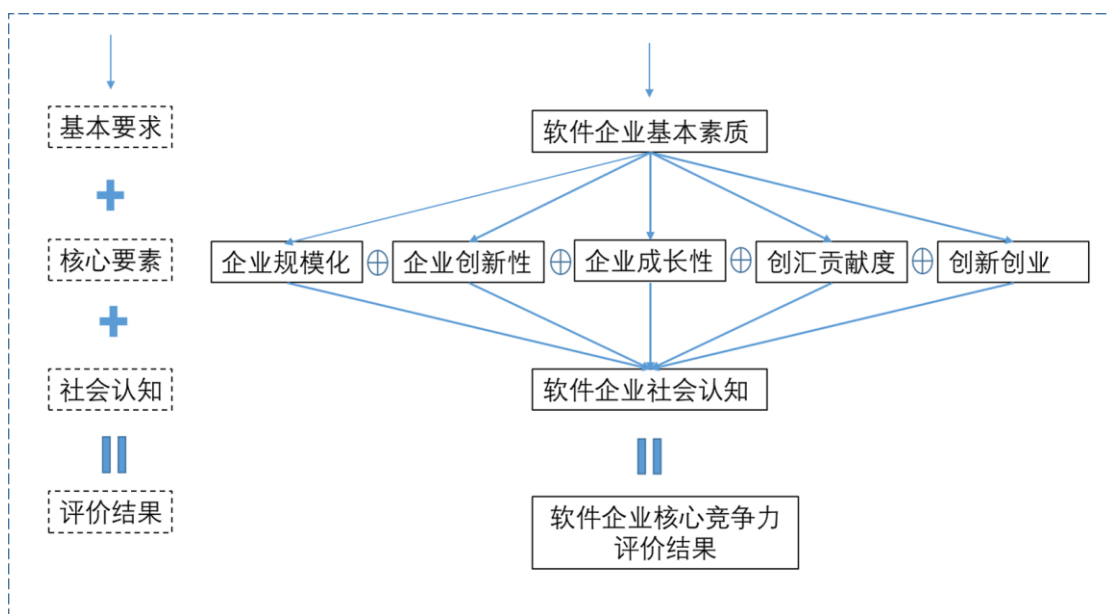 基本要求
软件企业基本素质
核心要素
企业规模化
企业创新性
企业成长性
创汇贡献度
创新创业
社会认知
软件企业社会认知
评价结果
软件企业核心竞争力
评价结果